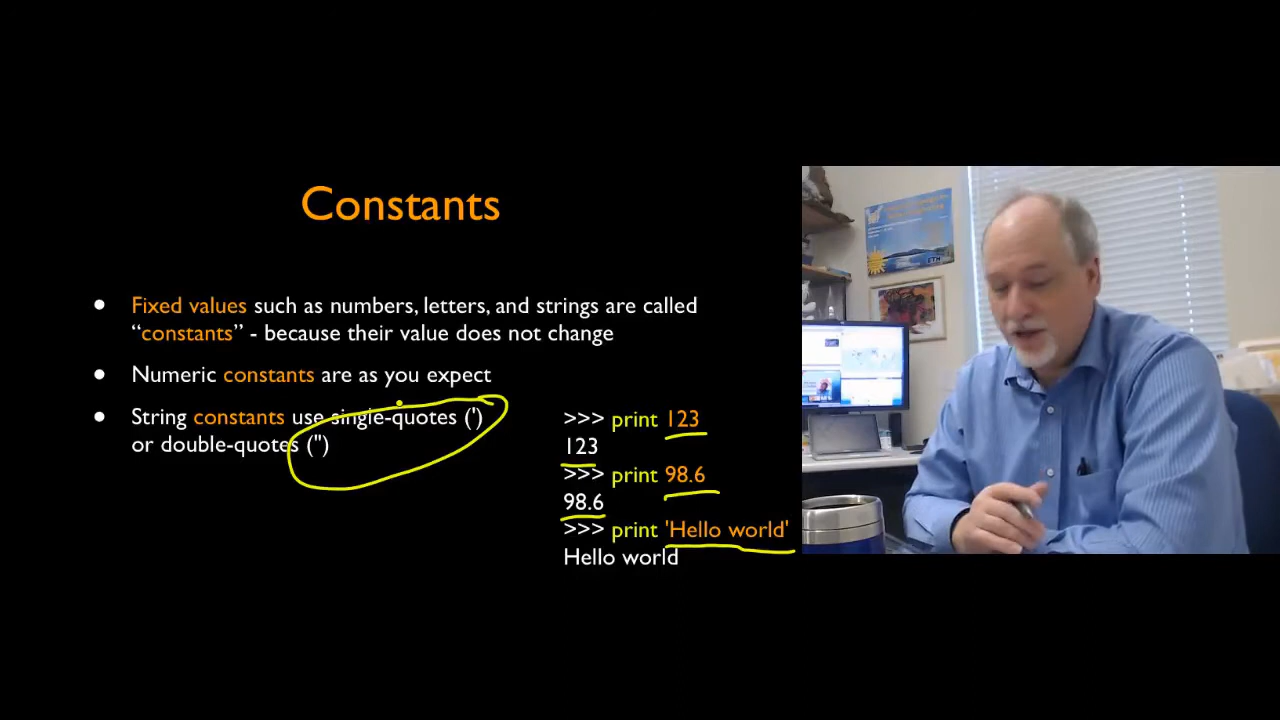 Constants
● Fixed values such as numbers, letters, and strings are called
“constants” - because their value does not change
● Numeric constants are as you expect
● String constants use single-quotes (')
or double-quotes (")
>>> print 123
123
>>> print 98.6
98.6
>>> print 'Hello world'
Hello world
ETH